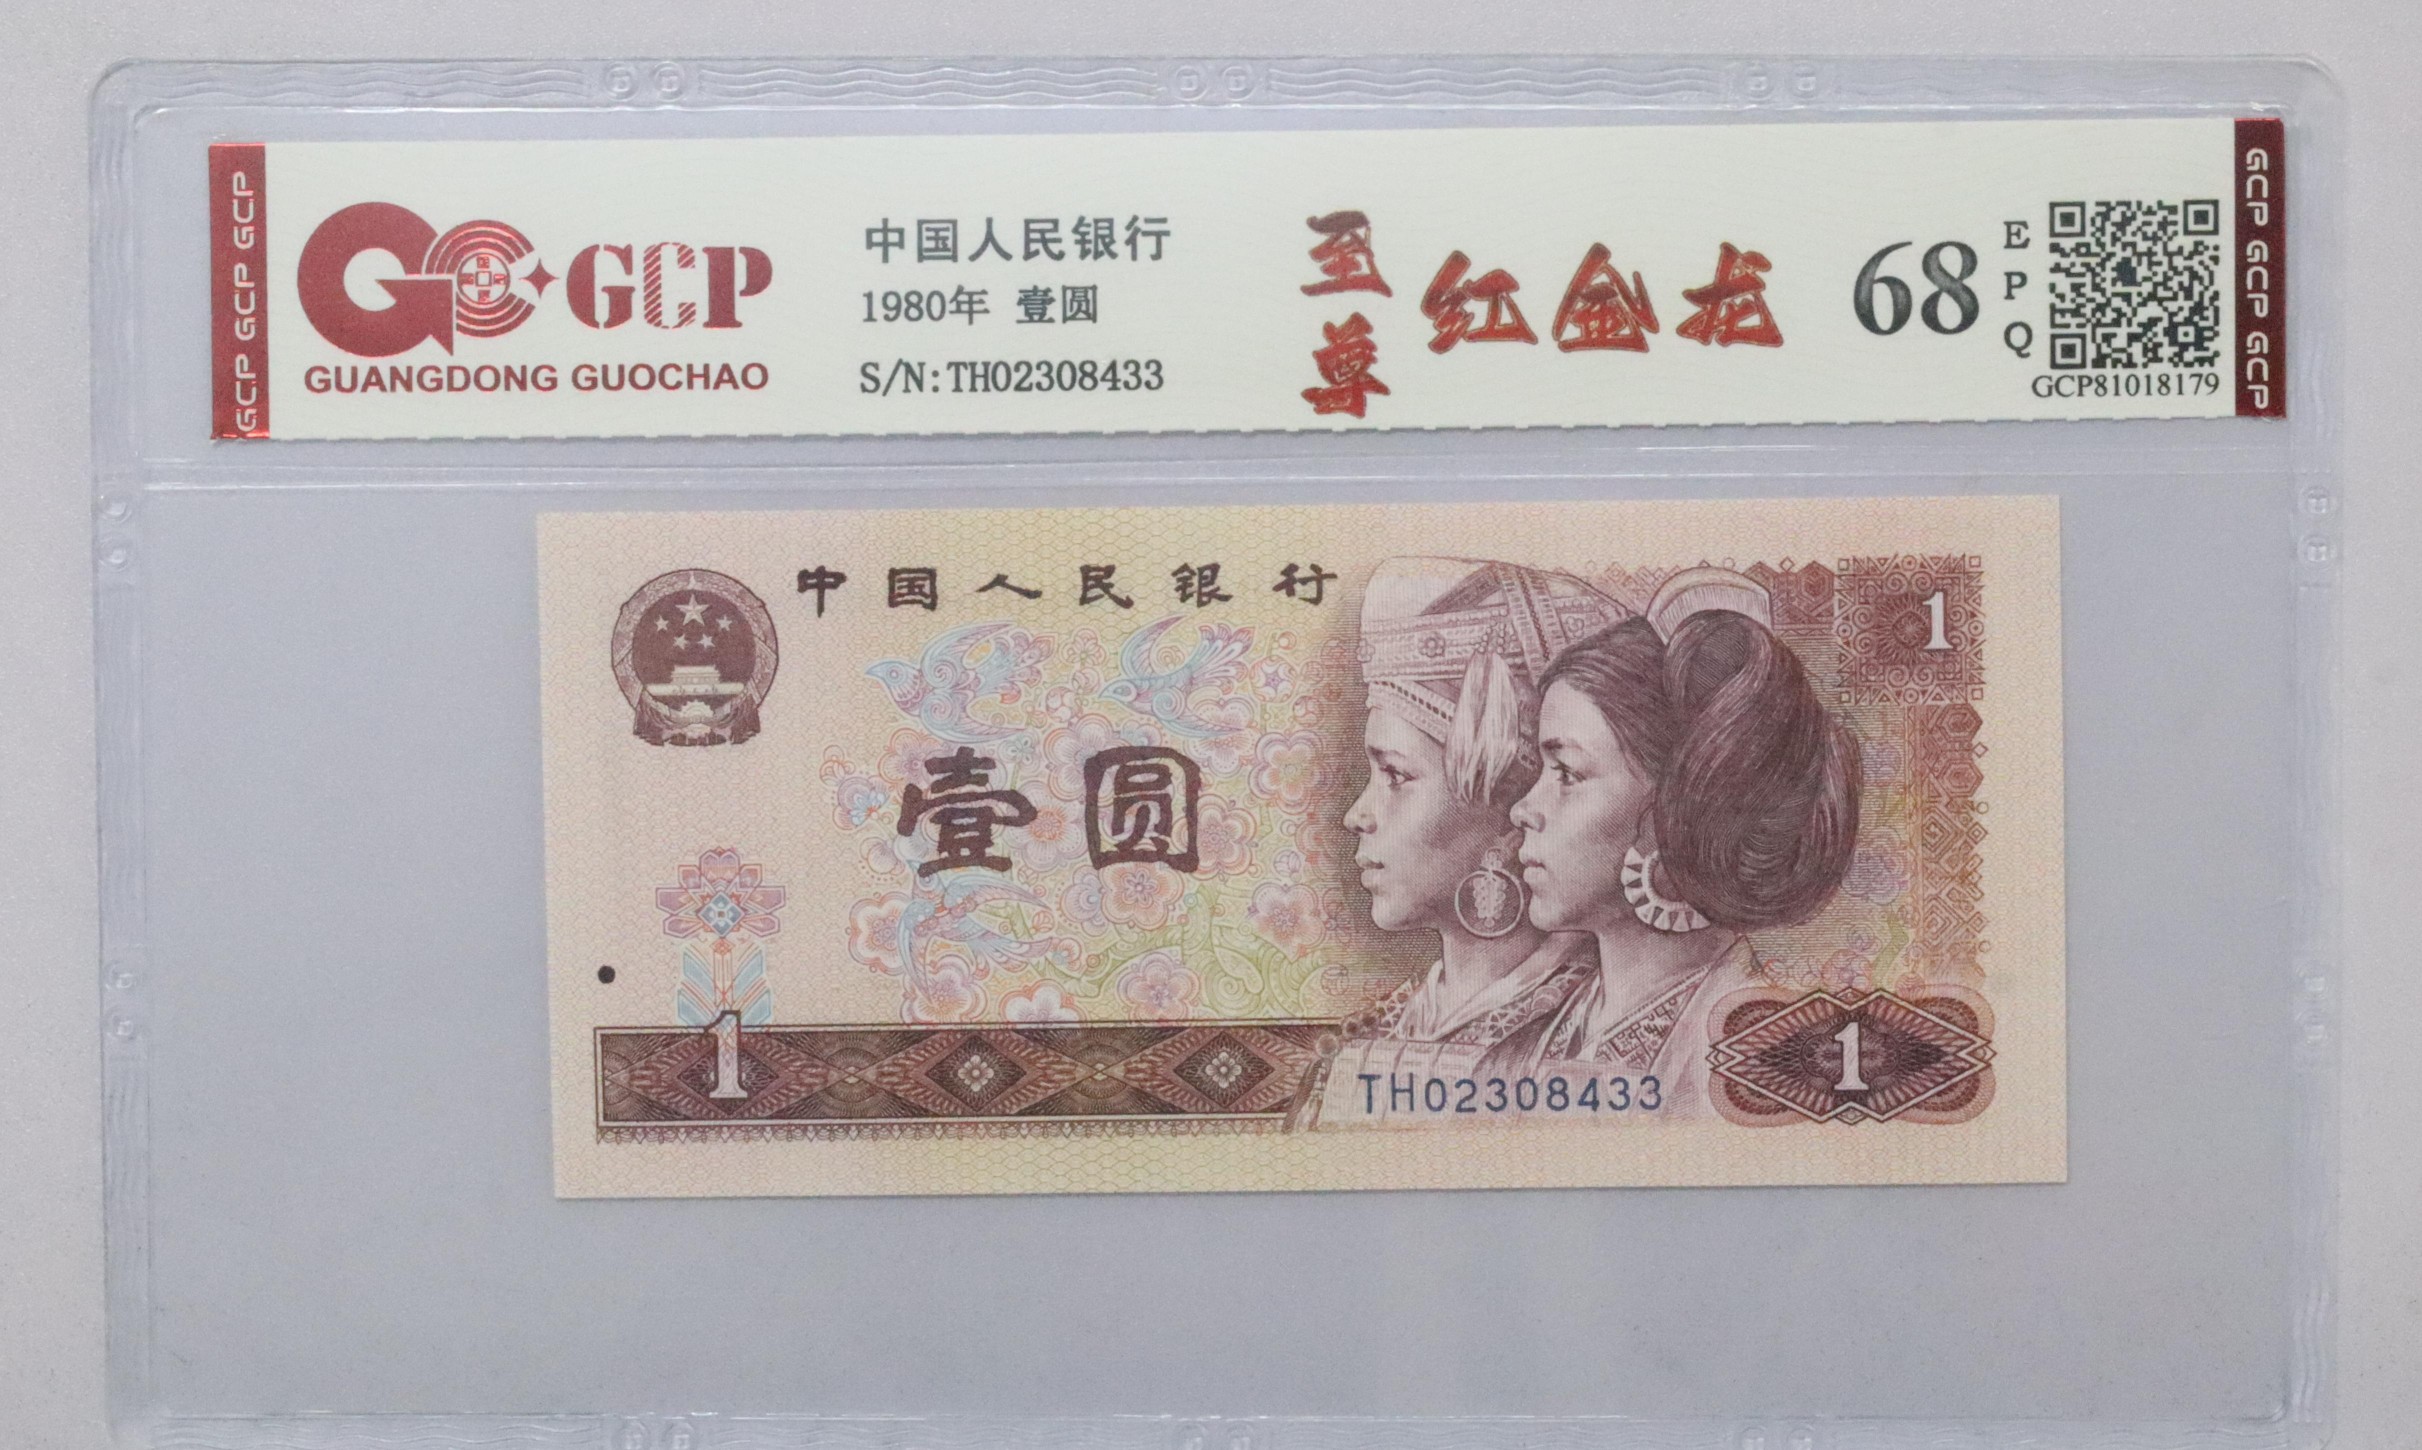 GCP GCP GCP
GCP
GUANGDONG GUOCHAO
中国人民银行
1980年 壹圆
S/N:TH02308433
至尊
红金龙
68
EPQ
GCP81018179
GCP GCP GCP
中国人民银行
1
壹圆
1
TH02308433
1